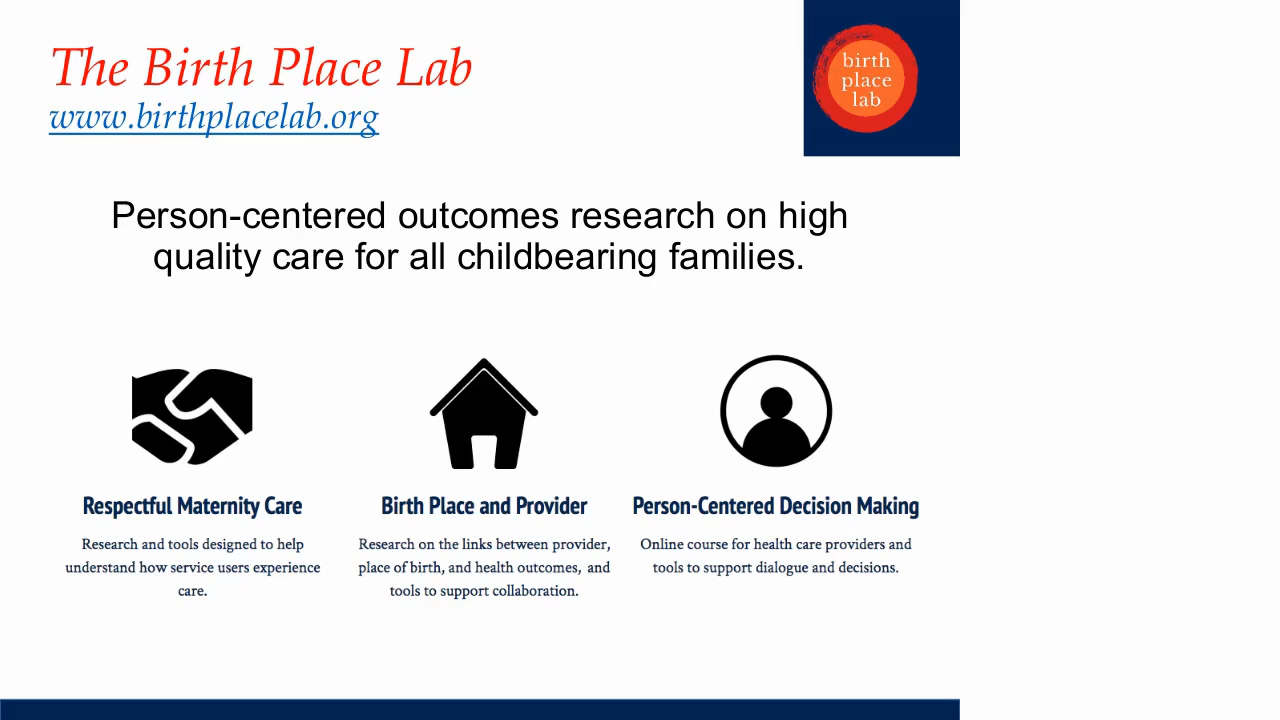 The Birth Place Lab
www.birthplacelab.org
birth
place
lab
Person-centered outcomes research on high
quality care for all childbearing families.
Respectful Maternity Care
Research and tools designed to help
understand how service users experience
care.
Birth Place and Provider
Research on the links between provider,
place of birth, and health outcomes, and
tools to support collaboration.
Person-Centered Decision Making
Online course for health care providers and
tools to support dialogue and decisions.